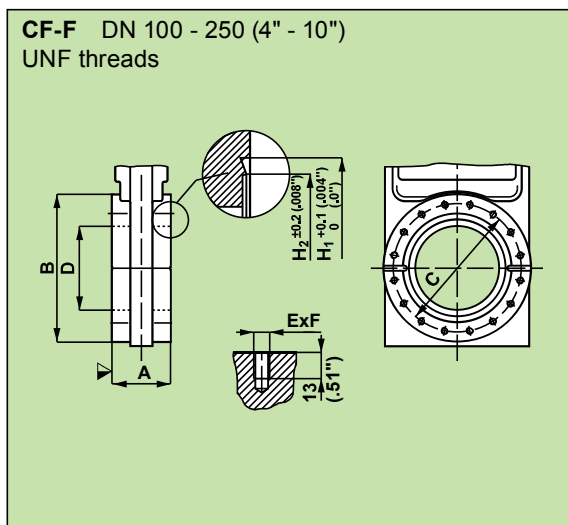 CF-F DN 100 - 250 (4" - 10")
UNF threads
B
D
A
H2 ±0.2 (.008")
H1 +0.1 (.004")
0 (.0")
ExF
13
(.51")
C